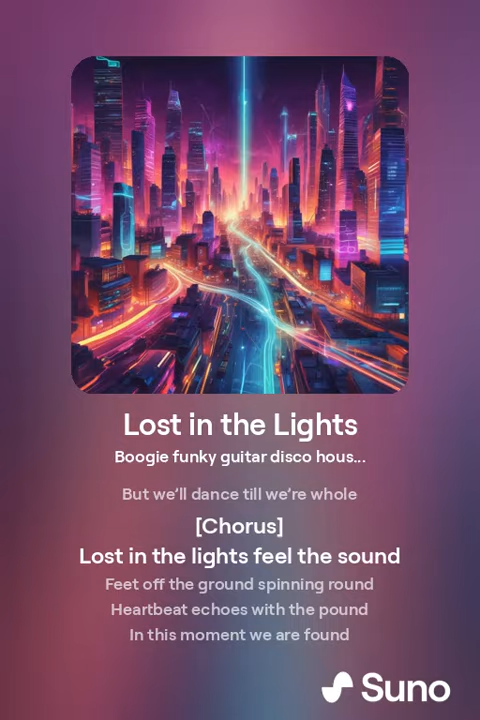 Lost in the Lights
Boogie funky guitar disco hous...
But we’ll dance till we’re whole
[Chorus]
Lost in the lights feel the sound
Feet off the ground spinning round
Heartbeat echoes with the pound
In this moment we are found
Suno